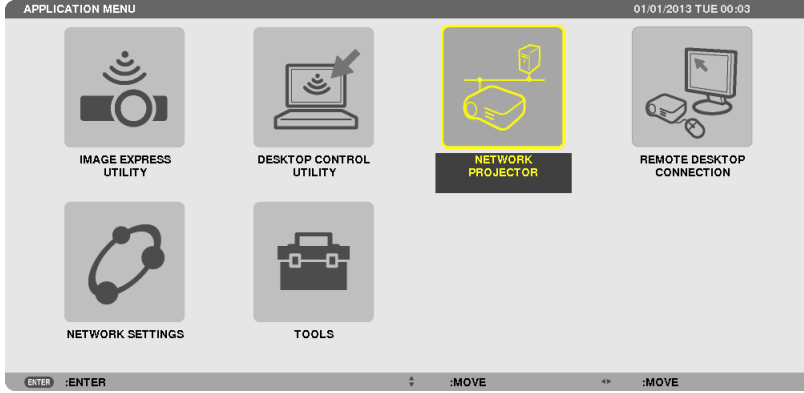 APPLICATION MENU
01/01/2013 TUE 00:03
IMAGE EXPRESS
UTILITY
DESKTOP CONTROL
UTILITY
NETWORK
PROJECTOR
REMOTE DESKTOP
CONNECTION
NETWORK SETTINGS
TOOLS
ENTER :ENTER
:MOVE
:MOVE